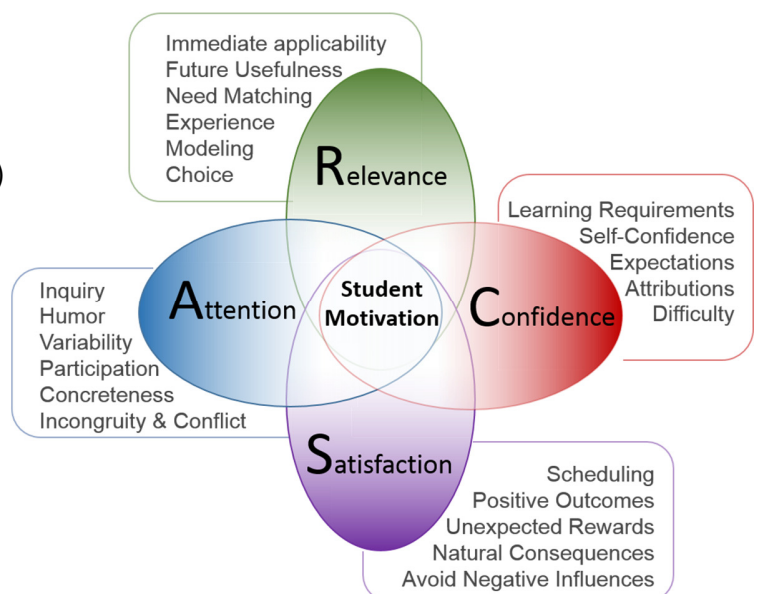 Immediate applicability
Future Usefulness
Need Matching
Experience
Modeling
Choice
Relevance
Learning Requirements
Self-Confidence
Expectations
Attributions
Difficulty
Confidence
Inquiry
Humor
Variability
Participation
Concreteness
Incongruity & Conflict
Attention
Student
Motivation
Satisfaction
Scheduling
Positive Outcomes
Unexpected Rewards
Natural Consequences
Avoid Negative Influences